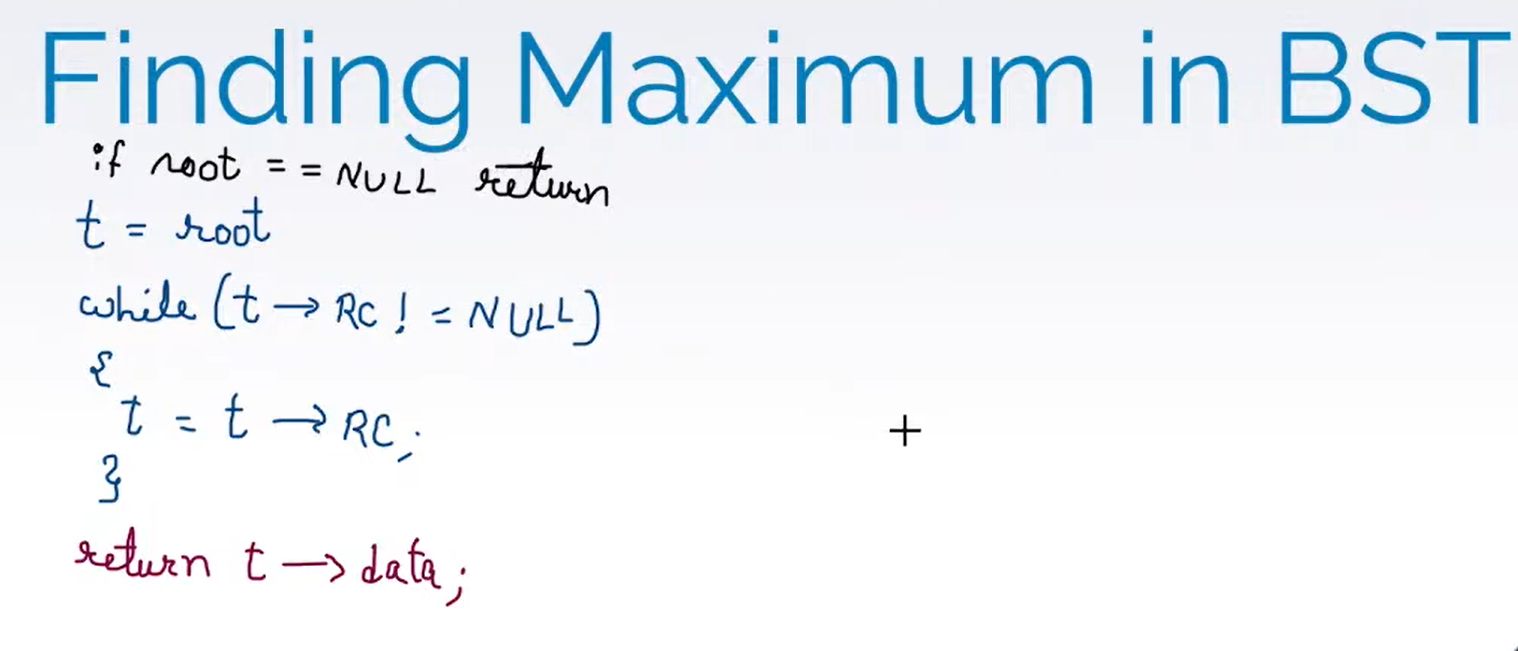 Finding Maximum in BST
if root == NULL return
t = root
while (t → RC != NULL)
{
t = t → RC;
}
return t → data;